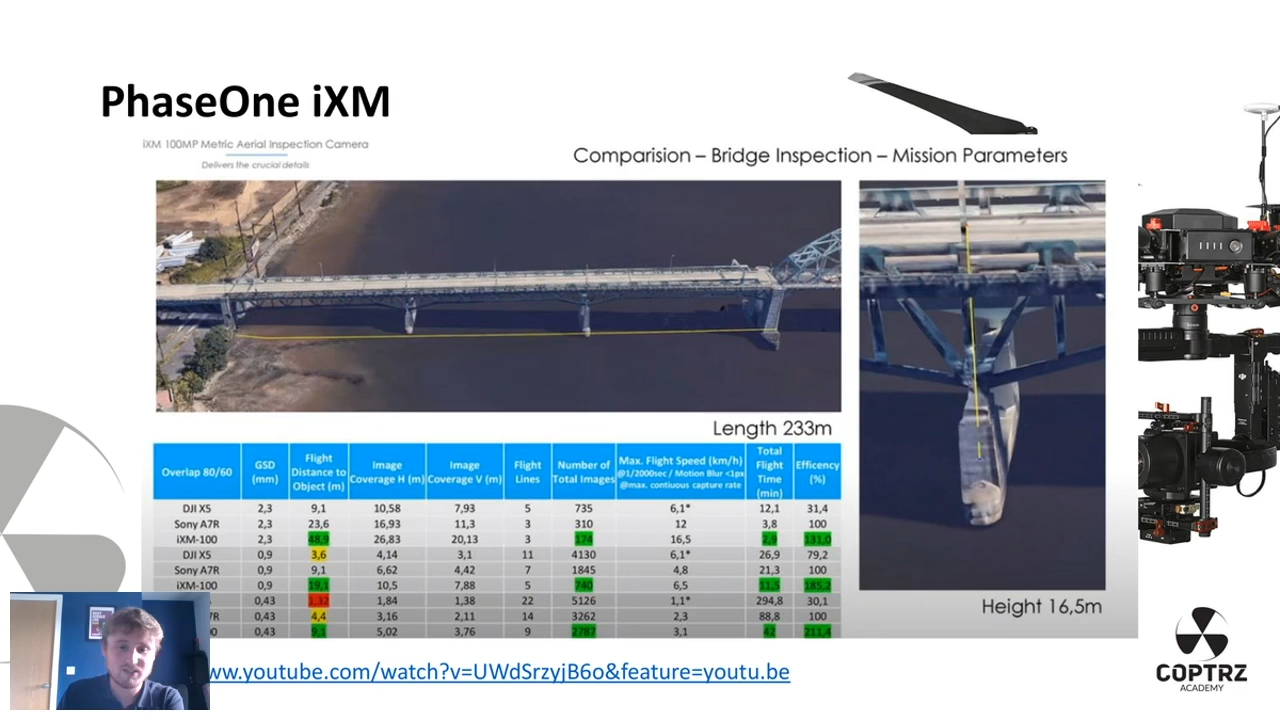 PhaseOne iXM
iXM 100MP Metric Aerial Inspection Camera
Delivers the crucial details
Comparision – Bridge Inspection – Mission Parameters
Length 233m
Height 16,5m
Overlap 80/60 GSD (mm) Flight Distance to Object (m) Image Coverage H (m) Image Coverage V (m) Flight Lines Number of Total Images Max. Flight Speed (km/h) @1/2000sec / Motion Blur <1px @max. contiuous capture rate Total Flight Time (min) Efficency (%)
DJI X5 2,3 9,1 10,58 7,93 5 735 6,1* 12,1 31,4
Sony A7R 2,3 23,6 16,93 11,3 3 310 12 3,8 100
iXM-100 2,3 48,9 26,83 20,13 3 174 16,5 2,9 131,0
DJI X5 0,9 3,6 4,14 3,1 11 4130 6,1* 26,9 79,2
Sony A7R 0,9 9,1 6,62 4,42 7 1845 4,8 21,3 100
iXM-100 0,9 19,1 10,5 7,88 5 740 6,5 11,5 185,2
0,43 1,32 1,84 1,38 22 5126 1,1* 294,8 30,1
7R 0,43 4,4 3,16 2,11 14 3262 2,3 88,8 100
00 0,43 9,1 5,02 3,76 9 2787 3,1 42 211,4
ww.youtube.com/watch?v=UWdSrzyjB6o&feature=youtu.be
COPTRZ
ACADEMY